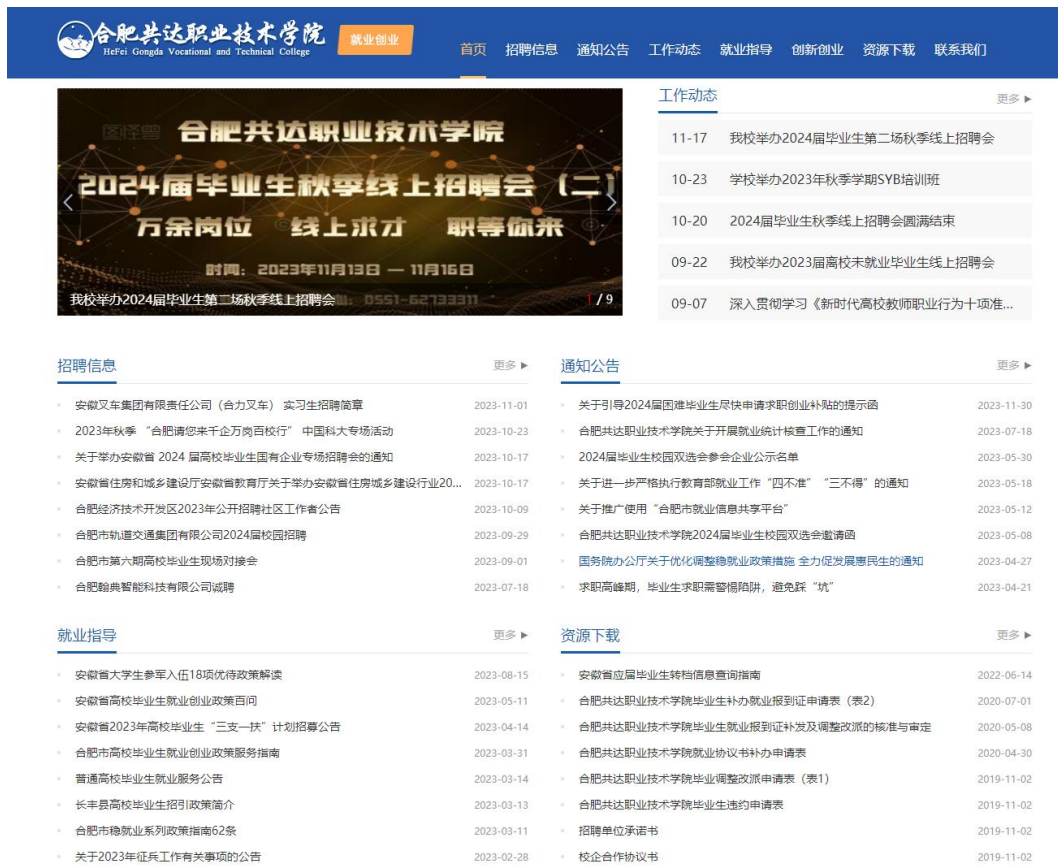 合肥共达职业技术学院
HeFei Gongda Vocational and Technical College
就业创业
首页 招聘信息 通知公告 工作动态 就业指导 创新创业 资源下载 联系我们
合肥共达职业技术学院
2024届毕业生秋季线上招聘会（二）
万余岗位 线上求才 职等你来
时间：2023年11月13日 — 11月16日
我校举办2024届毕业生第二场秋季线上招聘会
0551-62733311
1 / 9
工作动态 更多
11-17 我校举办2024届毕业生第二场秋季线上招聘会
10-23 学校举办2023年秋季学期SYB培训班
10-20 2024届毕业生秋季线上招聘会圆满结束
09-22 我校举办2023届离校未就业毕业生线上招聘会
09-07 深入贯彻学习《新时代高校教师职业行为十项准...
招聘信息 更多
安徽叉车集团有限责任公司（合力叉车） 实习生招聘简章 2023-11-01
2023年秋季 “合肥请您来千企万岗百校行” 中国科大专场活动 2023-10-23
关于举办安徽省 2024 届高校毕业生国有企业专场招聘会的通知 2023-10-17
安徽省住房和城乡建设厅安徽省教育厅关于举办安徽省住房城乡建设行业20... 2023-10-17
合肥经济技术开发区2023年公开招聘社区工作者公告 2023-10-09
合肥市轨道交通集团有限公司2024届校园招聘 2023-09-29
合肥市第六期高校毕业生现场对接会 2023-09-01
合肥翰典智能科技有限公司诚聘 2023-07-18
通知公告 更多
关于引导2024届困难毕业生尽快申请求职创业补贴的提示函 2023-11-30
合肥共达职业技术学院关于开展就业统计核查工作的通知 2023-07-18
2024届毕业生校园双选会参会企业公示名单 2023-05-30
关于进一步严格执行教育部就业工作“四不准” “三不得”的通知 2023-05-18
关于推广使用“合肥市就业信息共享平台” 2023-05-12
合肥共达职业技术学院2024届毕业生校园双选会邀请函 2023-05-08
国务院办公厅关于优化调整稳就业政策措施 全力促发展惠民生的通知 2023-04-27
求职高峰期，毕业生求职需警惕陷阱，避免踩“坑” 2023-04-21
就业指导 更多
安徽省大学生参军入伍18项优待政策解读 2023-08-15
安徽省高校毕业生就业创业政策百问 2023-05-11
安徽省2023年高校毕业生“三支一扶”计划招募公告 2023-04-14
合肥市高校毕业生就业创业政策服务指南 2023-03-31
普通高校毕业生就业服务公告 2023-03-14
长丰县高校毕业生招引政策简介 2023-03-13
合肥市稳就业系列政策指南62条 2023-03-11
关于2023年征兵工作有关事项的公告 2023-02-28
资源下载 更多
安徽省应届毕业生转档信息查询指南 2022-06-14
合肥共达职业技术学院毕业生补办就业报到证申请表（表2） 2020-07-01
合肥共达职业技术学院毕业生就业报到证补发及调整改派的核准与审定 2020-05-08
合肥共达职业技术学院就业协议书补办申请表 2020-04-30
合肥共达职业技术学院毕业调整改派申请表（表1） 2019-11-02
合肥共达职业技术学院毕业生违约申请表 2019-11-02
招聘单位承诺书 2019-11-02
校企合作协议书 2019-11-02